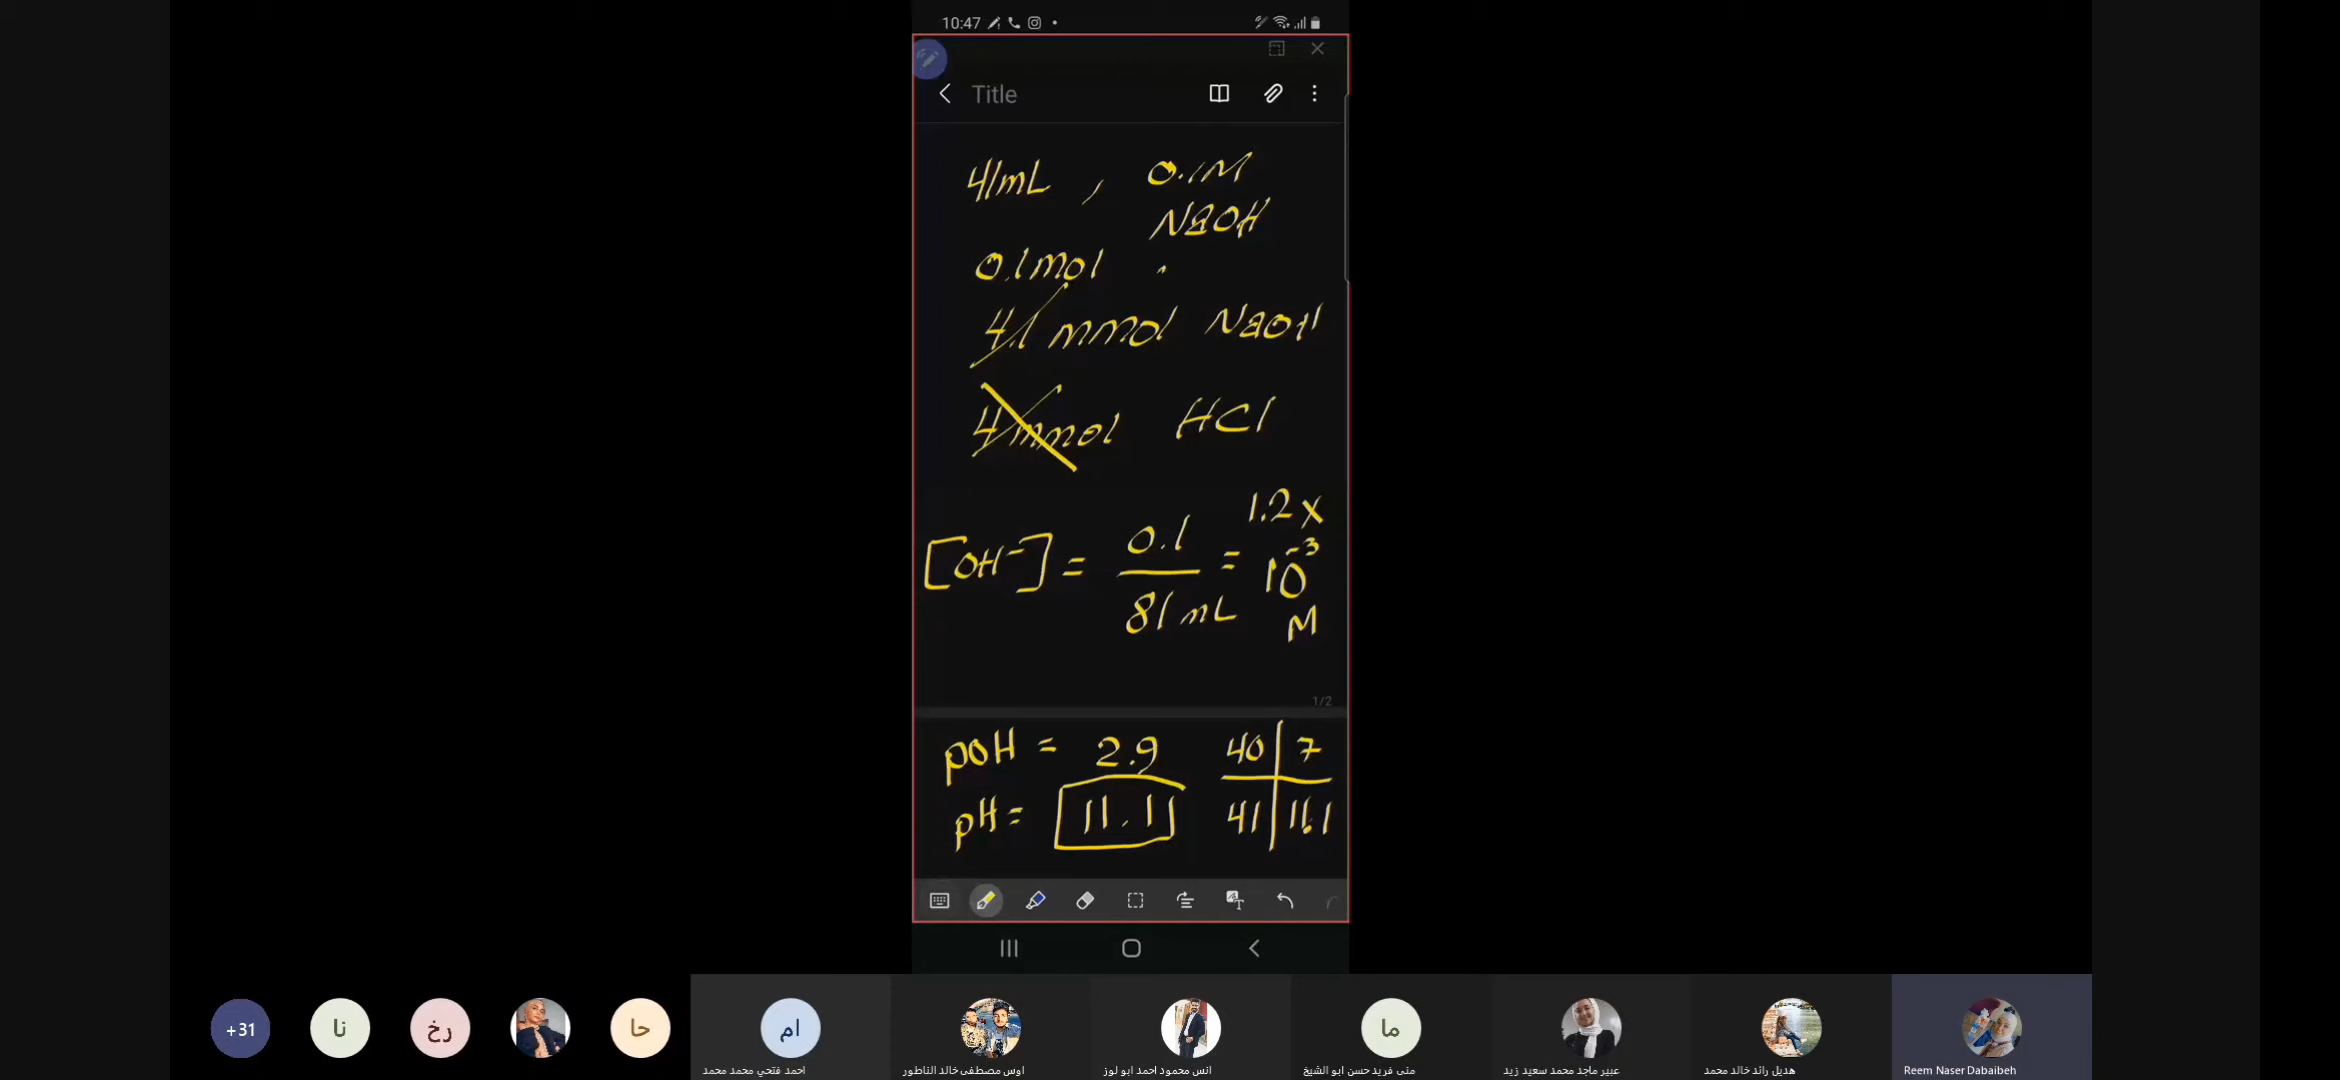 10:47
Title
41mL , 0.1M
NaOH
0.1mol
4.1 mmol NaOH
4mmol HCl
[OH⁻] = 0.1 / 81 mL = 1.2 x 10⁻³ M
1/2
pOH = 2.9
pH = 11.11
40 | 7
41 | 11.1
+31
نا
رخ
حا
ام
ما
احمد فتحي محمد محمد
اوس مصطفى خالد الناطور
انس محمود احمد ابو لوز
منى فريد حسن ابو الشيخ
عبير ماجد محمد سعيد زيد
هديل رائد خالد محمد
Reem Naser Dabaibeh